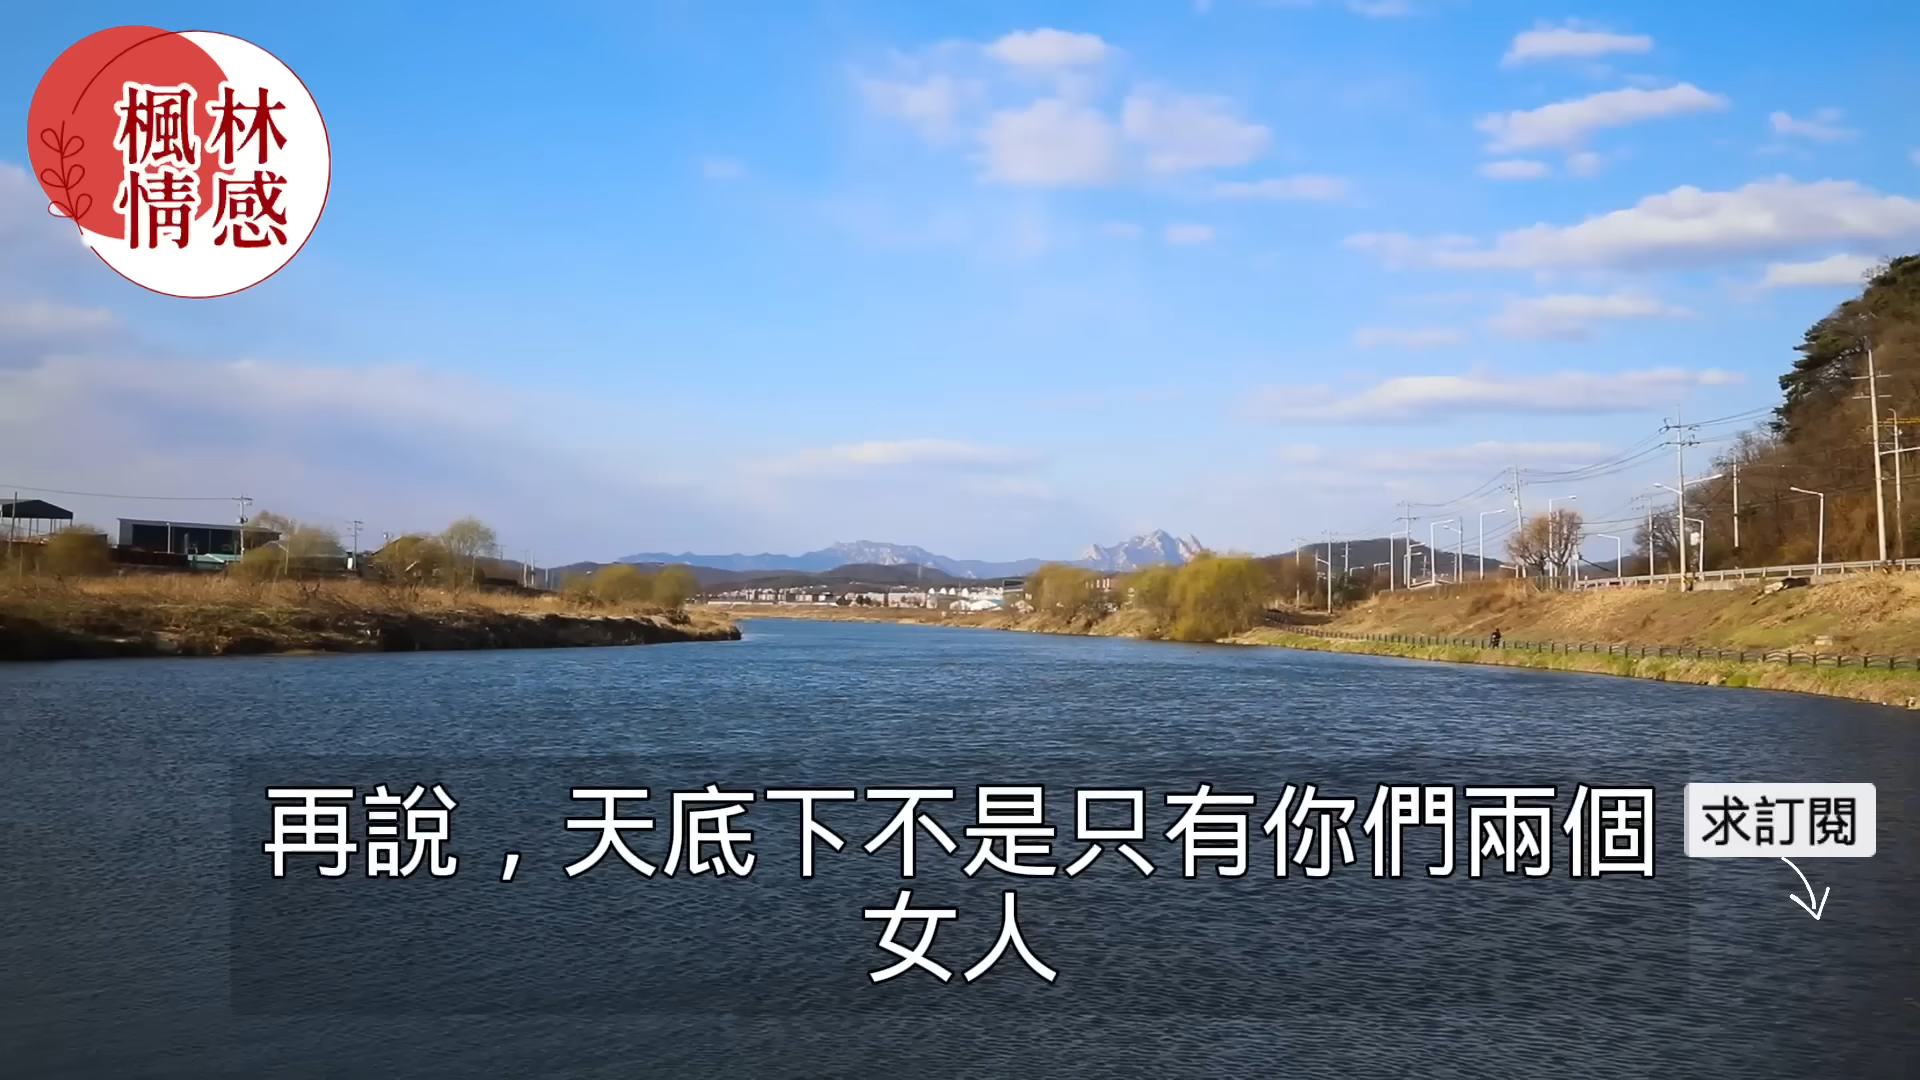 楓林
情感
再說，天底下不是只有你們兩個
女人
求訂閱